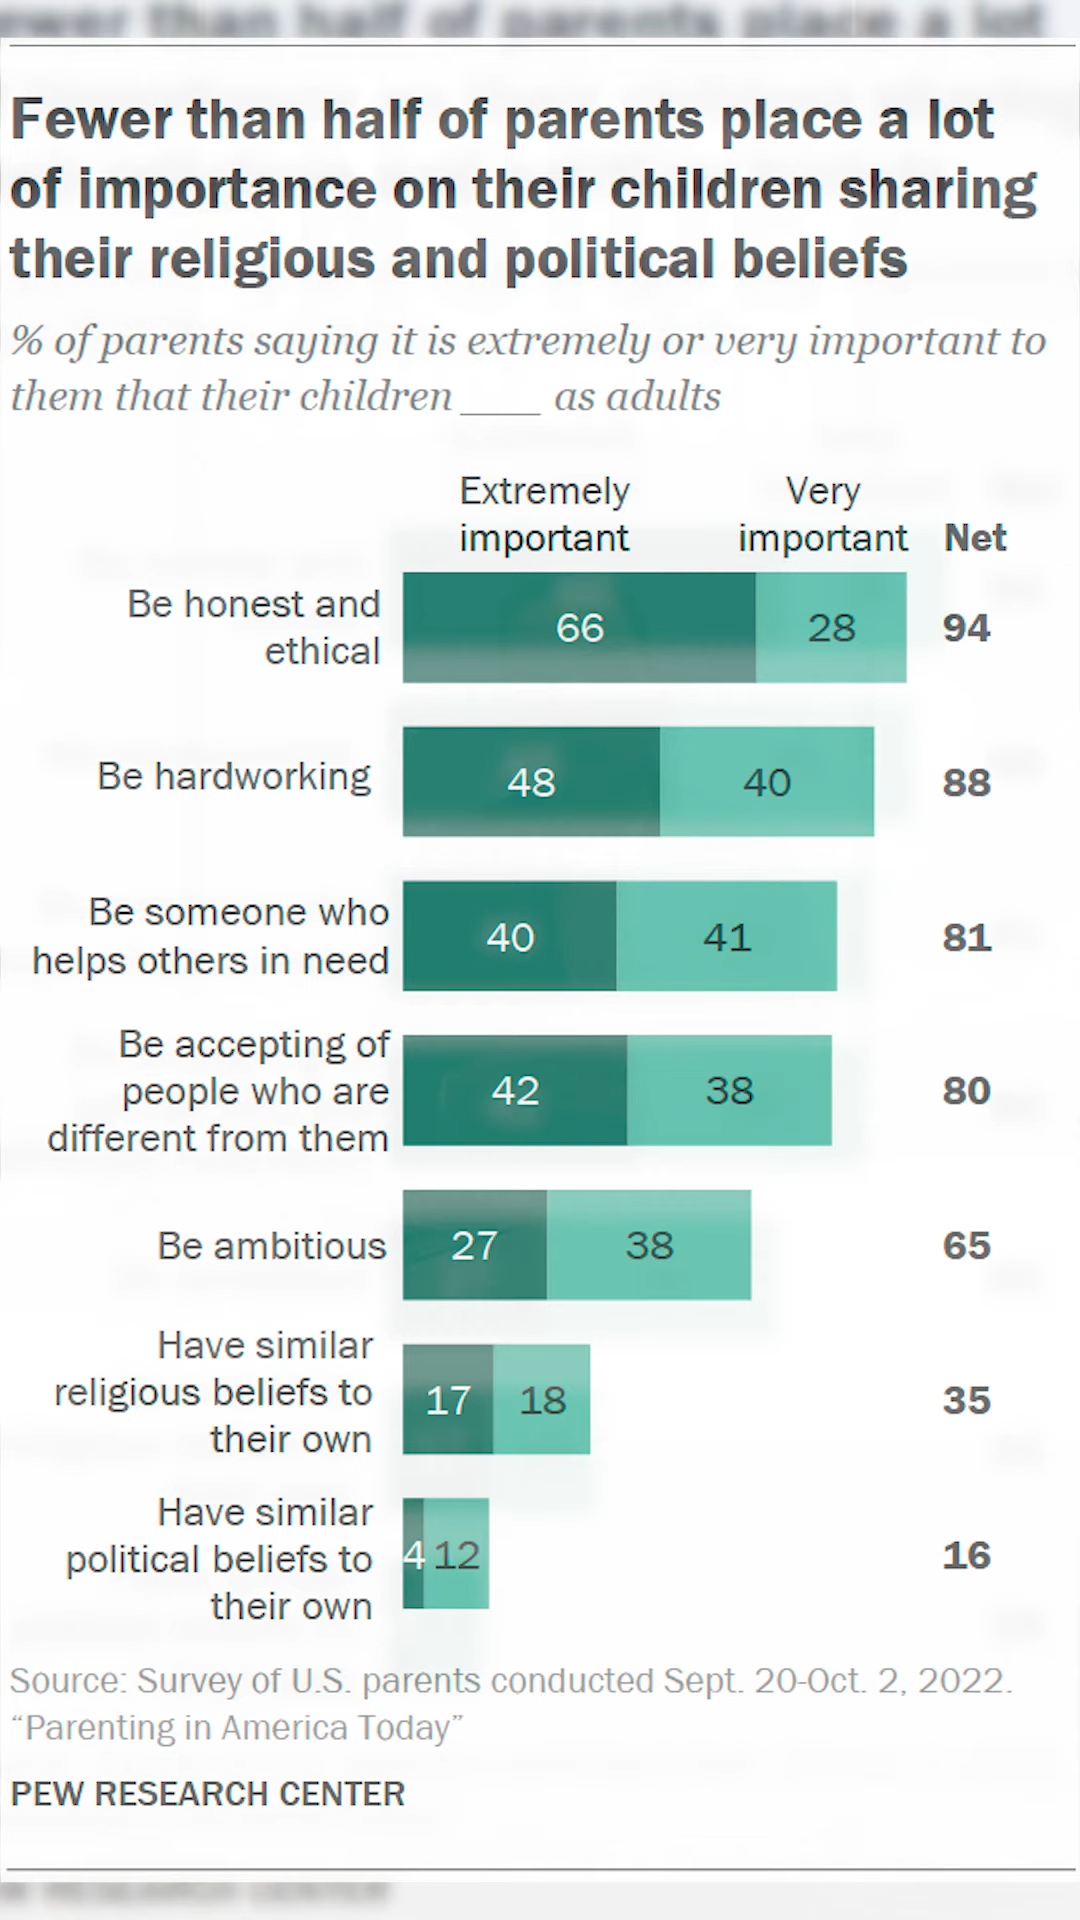 Fewer than half of parents place a lot
of importance on their children sharing
their religious and political beliefs
% of parents saying it is extremely or very important to
them that their children ___ as adults
Extremely important Very important Net
Be honest and ethical 66 28 94
Be hardworking 48 40 88
Be someone who helps others in need 40 41 81
Be accepting of people who are different from them 42 38 80
Be ambitious 27 38 65
Have similar religious beliefs to their own 17 18 35
Have similar political beliefs to their own 4 12 16
Source: Survey of U.S. parents conducted Sept. 20-Oct. 2, 2022.
“Parenting in America Today”
PEW RESEARCH CENTER